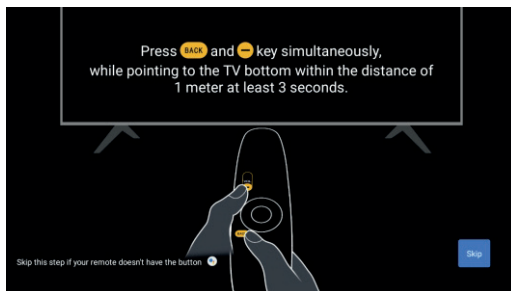 Press BACK and — key simultaneously,
while pointing to the TV bottom within the distance of
1 meter at least 3 seconds.
BACK
Skip this step if your remote doesn't have the button
Skip